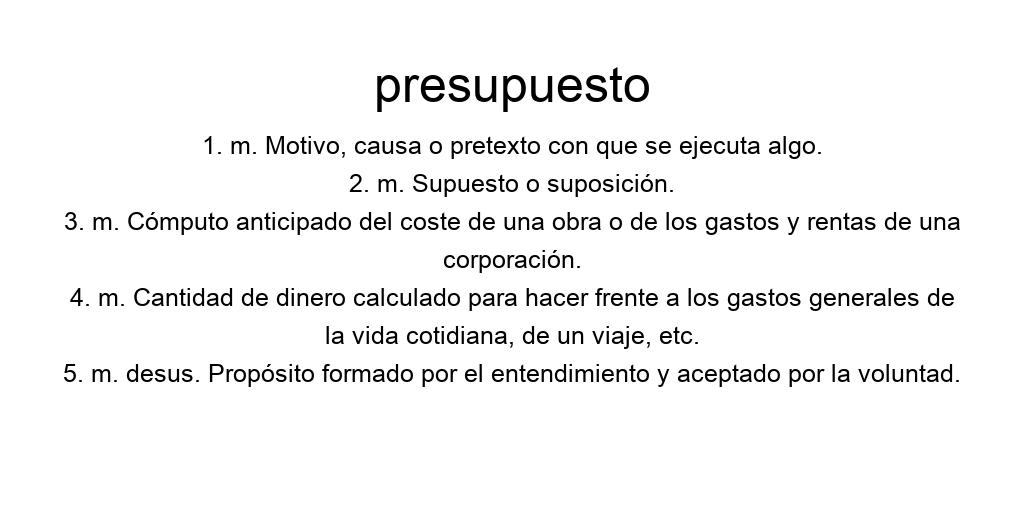 presupuesto
1. m. Motivo, causa o pretexto con que se ejecuta algo.
2. m. Supuesto o suposición.
3. m. Cómputo anticipado del coste de una obra o de los gastos y rentas de una
corporación.
4. m. Cantidad de dinero calculado para hacer frente a los gastos generales de
la vida cotidiana, de un viaje, etc.
5. m. desus. Propósito formado por el entendimiento y aceptado por la voluntad.